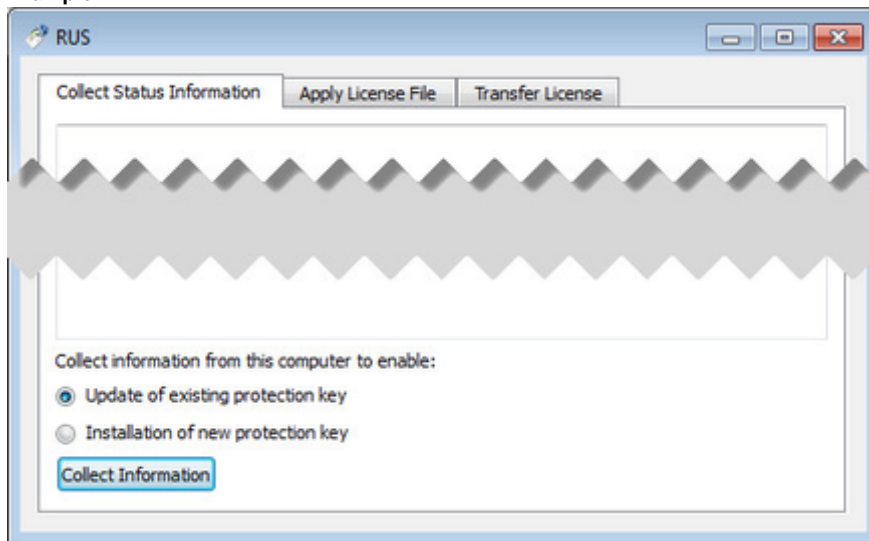 RUS
Collect Status Information Apply License File Transfer License
Collect information from this computer to enable:
Update of existing protection key
Installation of new protection key
Collect Information